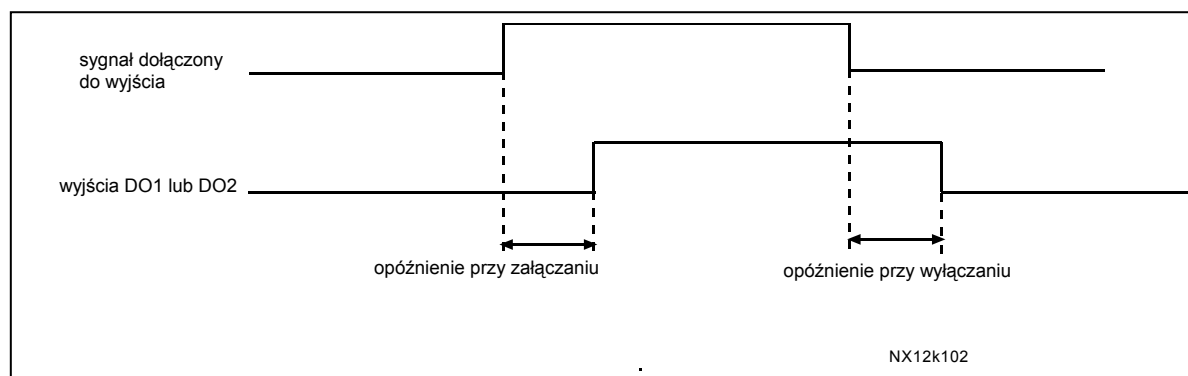 sygnał dołączony
do wyjścia
wyjścia DO1 lub DO2
opóźnienie przy załączaniu
opóźnienie przy wyłączaniu
NX12k102